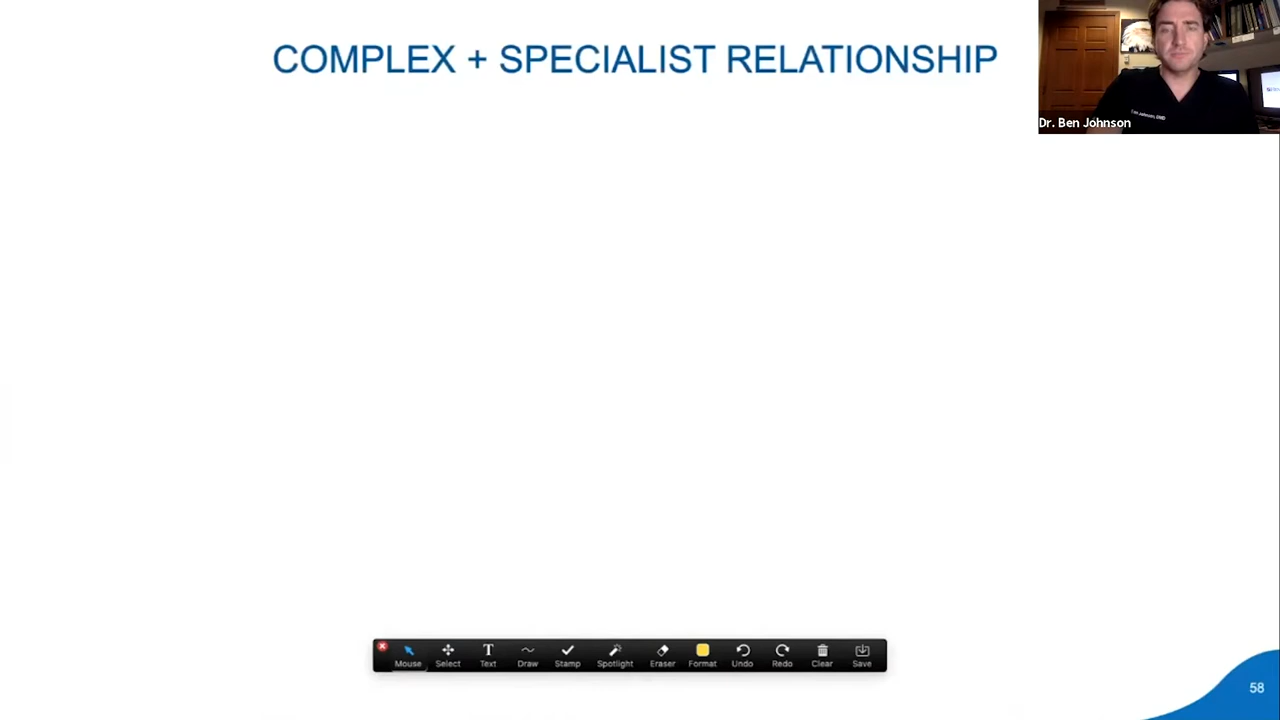 COMPLEX + SPECIALIST RELATIONSHIP
Dr. Ben Johnson
Mouse Select Text Draw Stamp Spotlight Eraser Format Undo Redo Clear Save
58